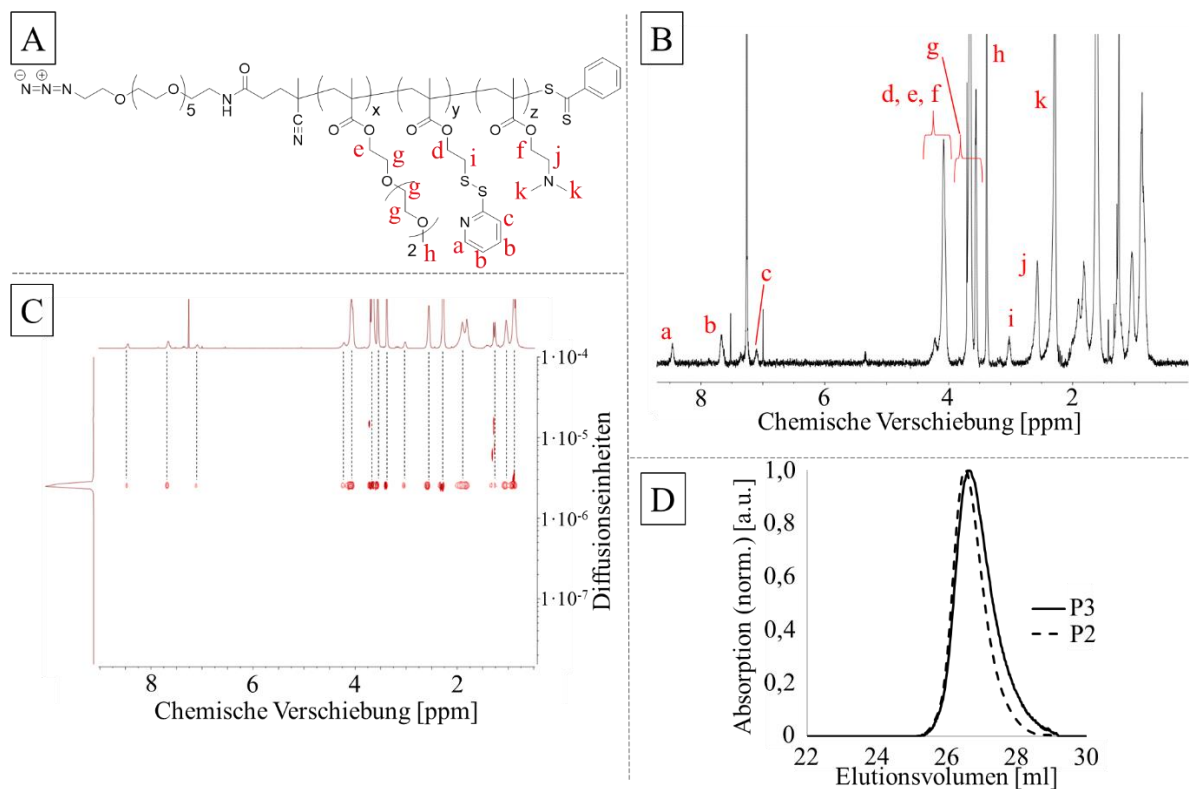 A
N=N=N
⊖ ⊕
O
O
5
N
H
O
C
N
x
y
z
S
S
O
O
O
O
O
O
e
g
d
i
f
j
O
g
g
O
2
h
S
S
N
a
b
b
c
N
k
k
B
g
d, e, f
h
k
a
b
c
i
j
8
6
4
2
Chemische Verschiebung [ppm]
C
1·10⁻⁴
1·10⁻⁵
1·10⁻⁶
1·10⁻⁷
Diffusionseinheiten
8
6
4
2
Chemische Verschiebung [ppm]
D
1,0
0,8
0,6
0,4
0,2
0
Absorption (norm.) [a.u.]
P3
P2
22
24
26
28
30
Elutionsvolumen [ml]